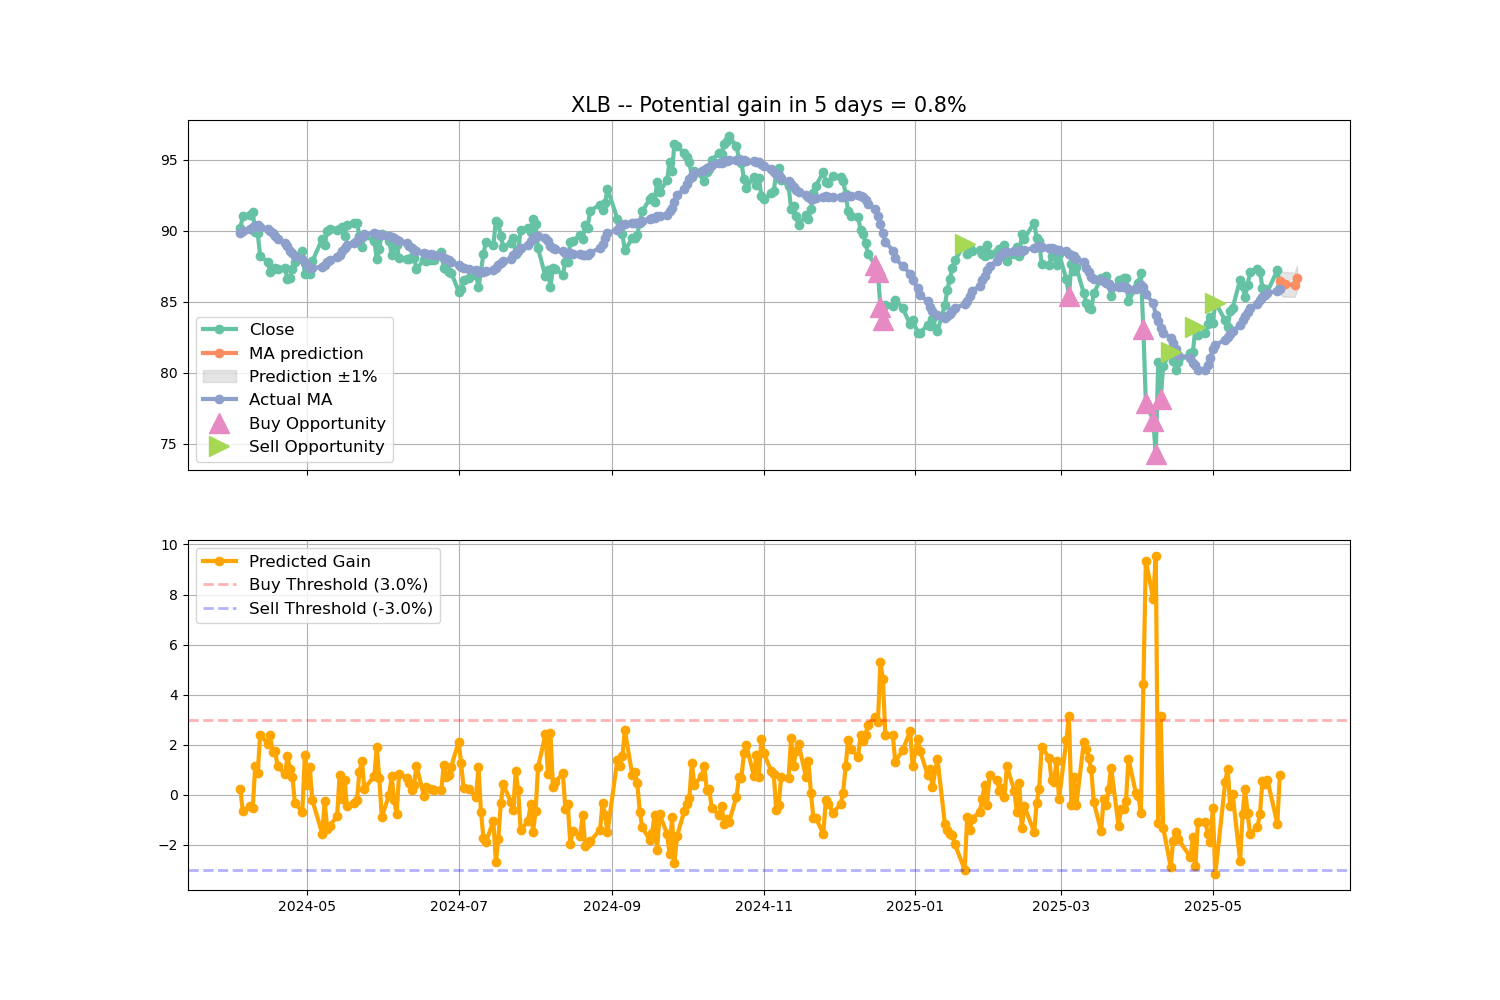 XLB -- Potential gain in 5 days = 0.8%
95
90
85
80
75
Close
MA prediction
Prediction ±1%
Actual MA
Buy Opportunity
Sell Opportunity
10
8
6
4
2
0
−2
Predicted Gain
Buy Threshold (3.0%)
Sell Threshold (-3.0%)
2024-05 2024-07 2024-09 2024-11 2025-01 2025-03 2025-05